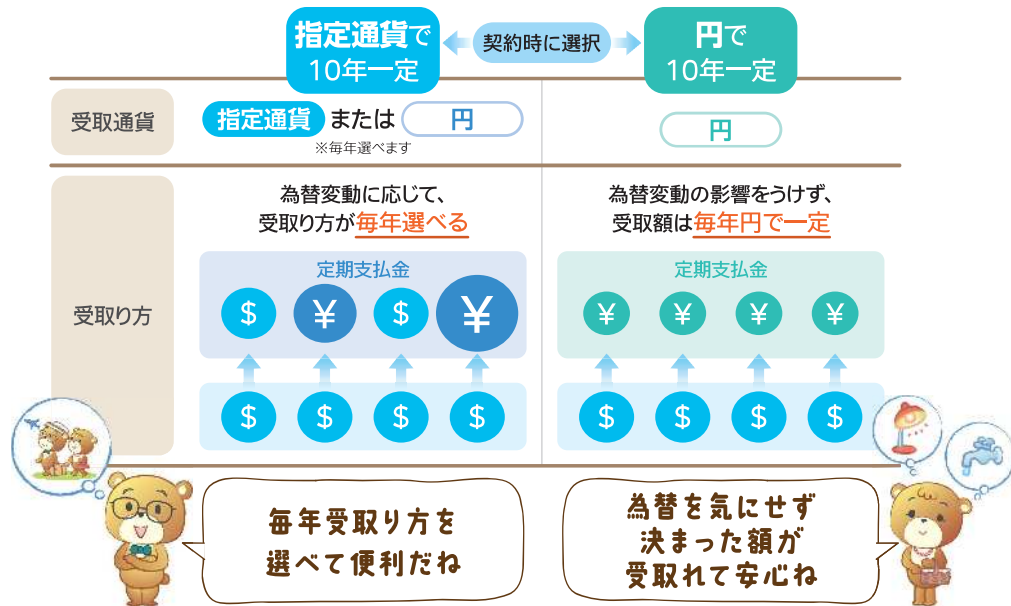 指定通貨で
10年一定
契約時に選択
円で
10年一定
受取通貨
指定通貨 または 円
※毎年選べます
円
受取り方
為替変動に応じて、
受取り方が毎年選べる
定期支払金
$ ¥ $ ¥
$ $ $ $
為替変動の影響をうけず、
受取額は毎年円で一定
定期支払金
¥ ¥ ¥ ¥
$ $ $ $
毎年受取り方を
選べて便利だね
為替を気にせず
決まった額が
受取れて安心ね